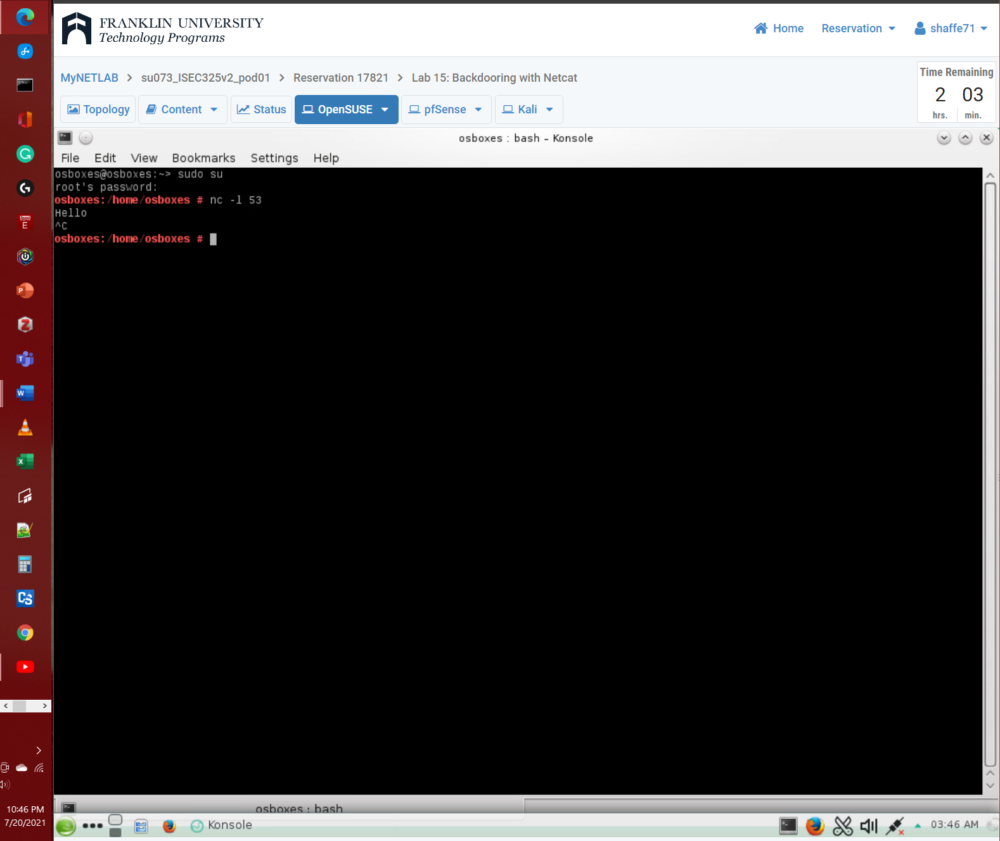 FRANKLIN UNIVERSITY
Technology Programs
Home
Reservation
shaffe71
MyNETLAB > su073_ISEC325v2_pod01 > Reservation 17821 > Lab 15: Backdooring with Netcat
Time Remaining
2 03
hrs. min.
Topology
Content
Status
OpenSUSE
pfSense
Kali
osboxes : bash - Konsole
File Edit View Bookmarks Settings Help
osboxes@osboxes:~> sudo su
root's password:
osboxes:/home/osboxes # nc -l 53
Hello
^C
osboxes:/home/osboxes #
osboxes : bash
Konsole
03:46 AM
10:46 PM
7/20/2021